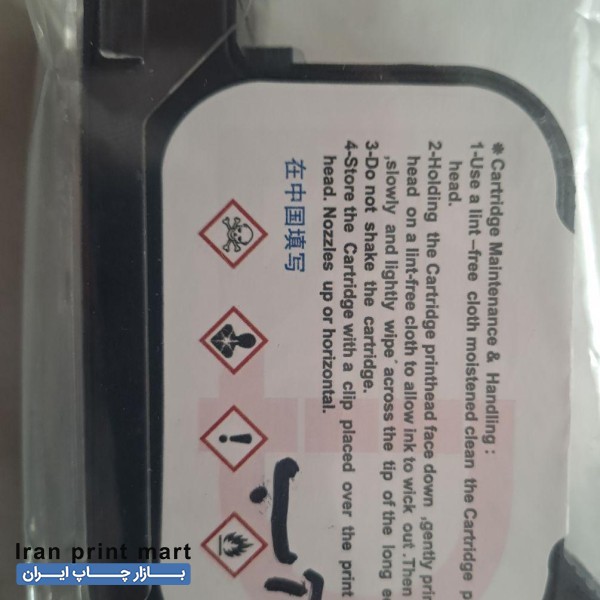 ❋Cartridge Maintenance & Handling :
1-Use a lint –free cloth moistened clean the Cartridge p
head.
2-Holding the Cartridge printhead face down ,gently prin
head on a lint-free cloth to allow ink to wick out .Then
,slowly and lightly wipe across the tip of the long e
3-Do not shake the cartridge.
4-Store the Cartridge with a clip placed over the print
head. Nozzles up or horizontal.
在中国填写
Iran print mart
بازار چاپ ایران